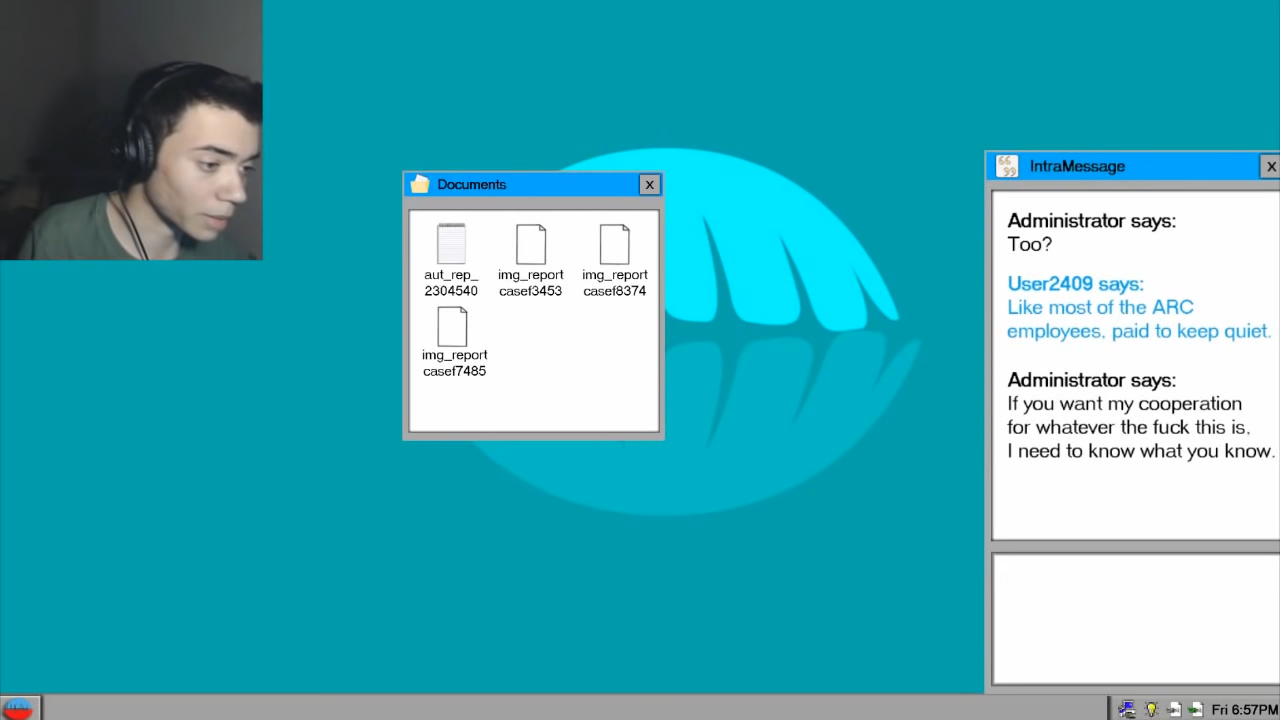 Documents
aut_rep_
2304540
img_report
casef3453
img_report
casef8374
img_report
casef7485
IntraMessage
Administrator says:
Too?
User2409 says:
Like most of the ARC
employees, paid to keep quiet.
Administrator says:
If you want my cooperation
for whatever the fuck this is,
I need to know what you know.
Fri 6:57PM